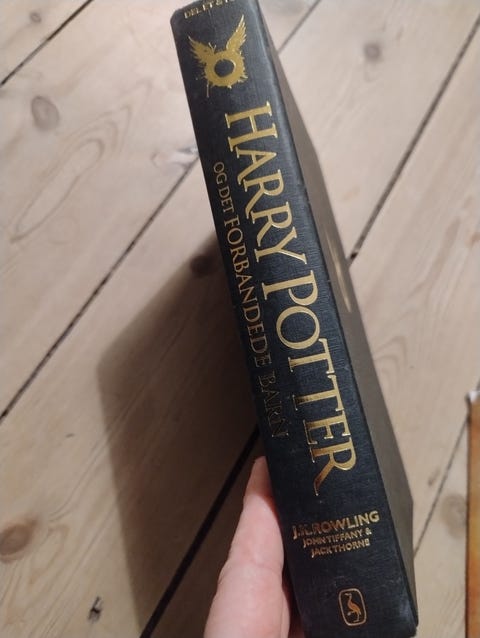 HARRY POTTER
OG DET FORBANDEDE BARN
J.K.ROWLING
JOHN TIFFANY &
JACK THORNE